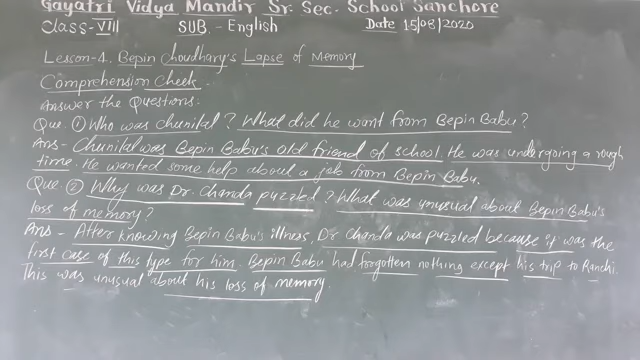 Gayatri Vidya Mandir Sr. Sec. School Sanchore
Class-VIII SUB.- English Date 15/08/2020
Lesson-4. Bepin Choudhary's Lapse of Memory
Comprehension Check.
Answer the Questions.
Que. ① Who was chunilal? What did he want from Bepin Babu?
Ans- Chunilal was Bepin Babu's old friend of school. He was undergoing a rough
time. He wanted some help about a job from Bepin Babu.
Que. ② Why was Dr. Chanda puzzled? What was unusual about Bepin Babu's
loss of memory?
Ans- After knowing Bepin Babu's illness, Dr Chanda was puzzled because it was the
first case of this type for him. Bepin Babu had forgotten nothing except his trip to Ranchi.
This was unusual about his loss of memory.